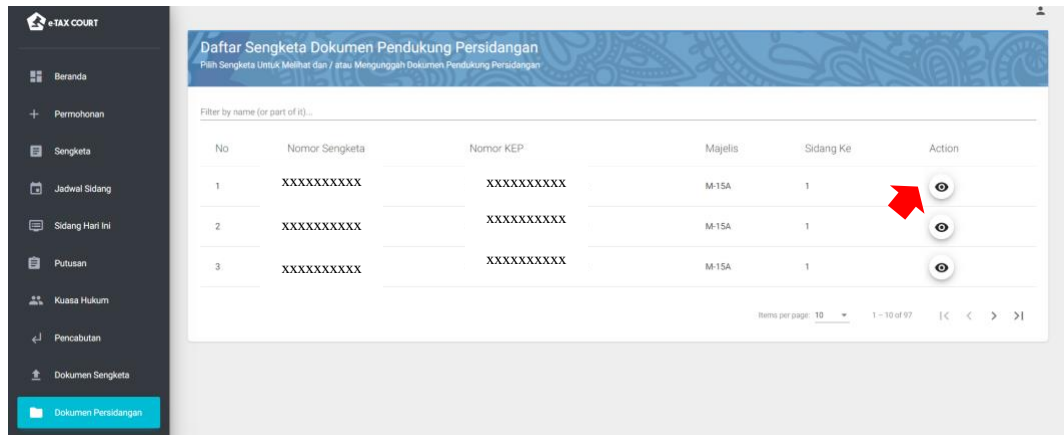 e-TAX COURT
Beranda
Permohonan
Sengketa
Jadwal Sidang
Sidang Hari Ini
Putusan
Kuasa Hukum
Pencabutan
Dokumen Sengketa
Dokumen Persidangan
Daftar Sengketa Dokumen Pendukung Persidangan
Pilih Sengketa Untuk Melihat dan / atau Mengunggah Dokumen Pendukung Persidangan
Filter by name (or part of it)...
No Nomor Sengketa Nomor KEP Majelis Sidang Ke Action
1 XXXXXXXXXX XXXXXXXXXX M-15A 1
2 XXXXXXXXXX XXXXXXXXXX M-15A 1
3 XXXXXXXXXX XXXXXXXXXX M-15A 1
Items per page: 10 1 – 10 of 97